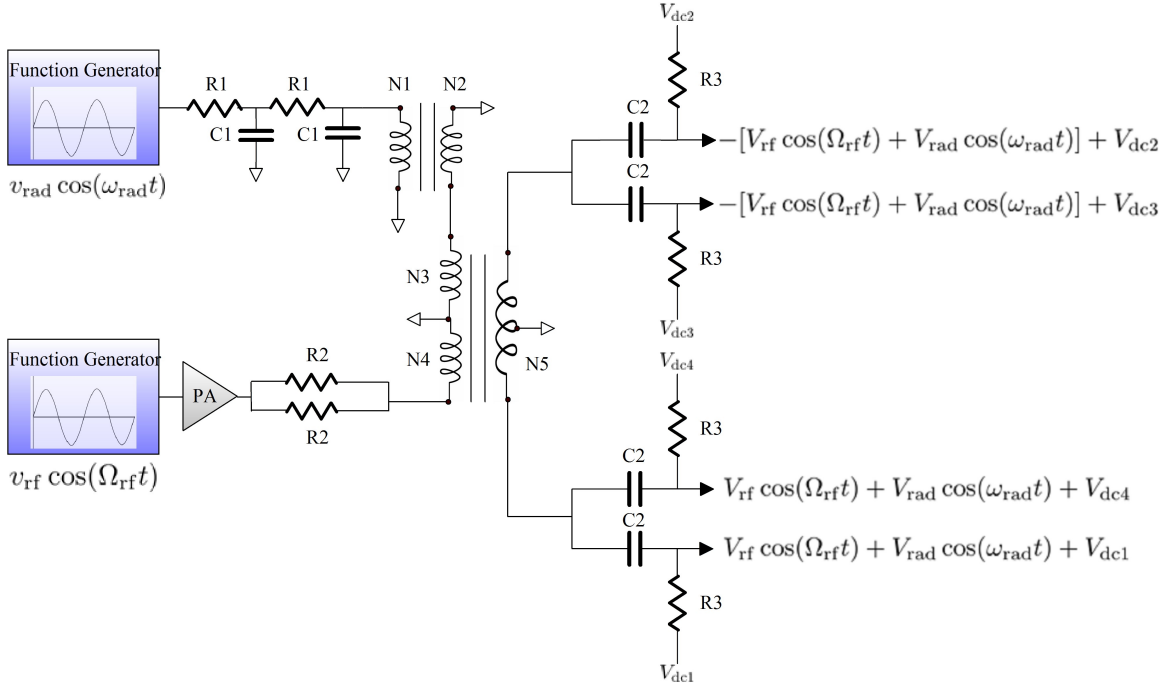 V_dc2
Function Generator
R1
R1
N1
N2
R3
C1
C1
C2
−[V_rf cos(Ω_rf t) + V_rad cos(ω_rad t)] + V_dc2
v_rad cos(ω_rad t)
C2
−[V_rf cos(Ω_rf t) + V_rad cos(ω_rad t)] + V_dc3
R3
N3
V_dc3
Function Generator
R2
N4
N5
V_dc4
PA
R3
R2
C2
v_rf cos(Ω_rf t)
V_rf cos(Ω_rf t) + V_rad cos(ω_rad t) + V_dc4
C2
V_rf cos(Ω_rf t) + V_rad cos(ω_rad t) + V_dc1
R3
V_dc1